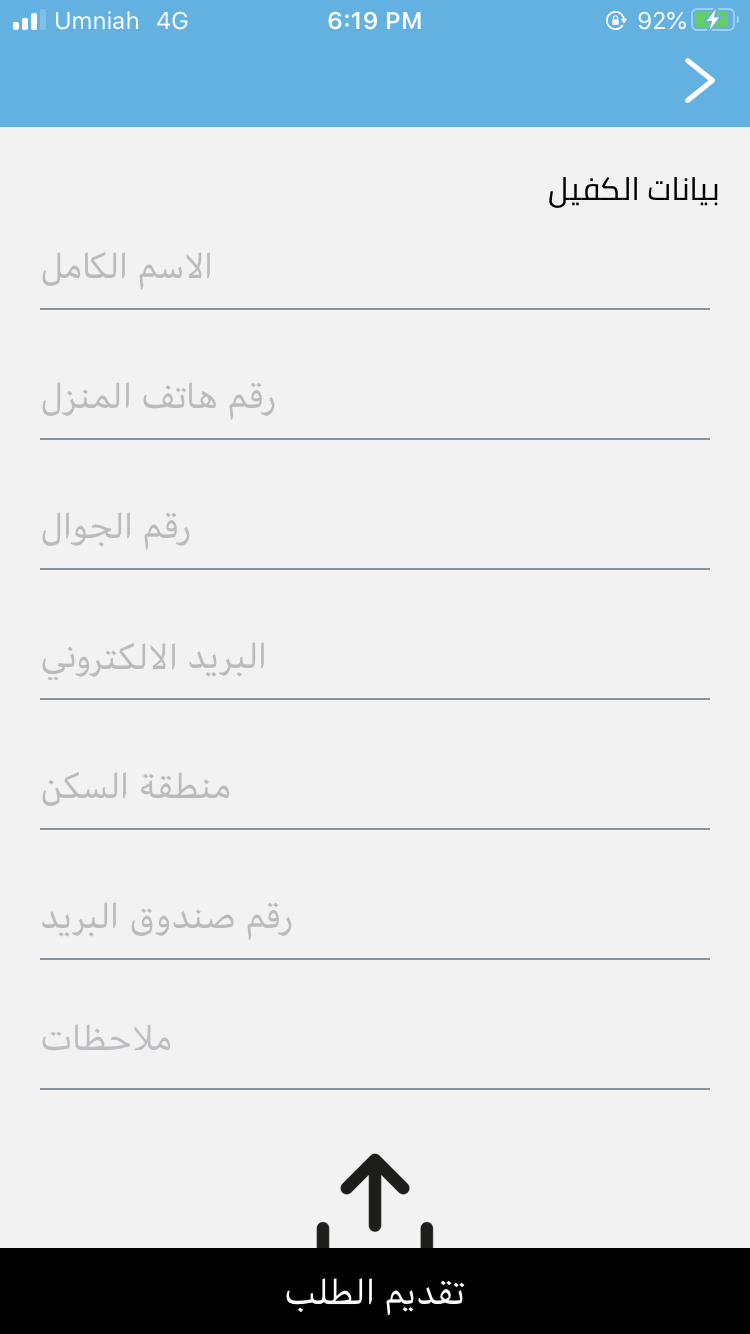 Umniah 4G 6:19 PM 92%
بيانات الكفيل
الاسم الكامل
رقم هاتف المنزل
رقم الجوال
البريد الالكتروني
منطقة السكن
رقم صندوق البريد
ملاحظات
تقديم الطلب